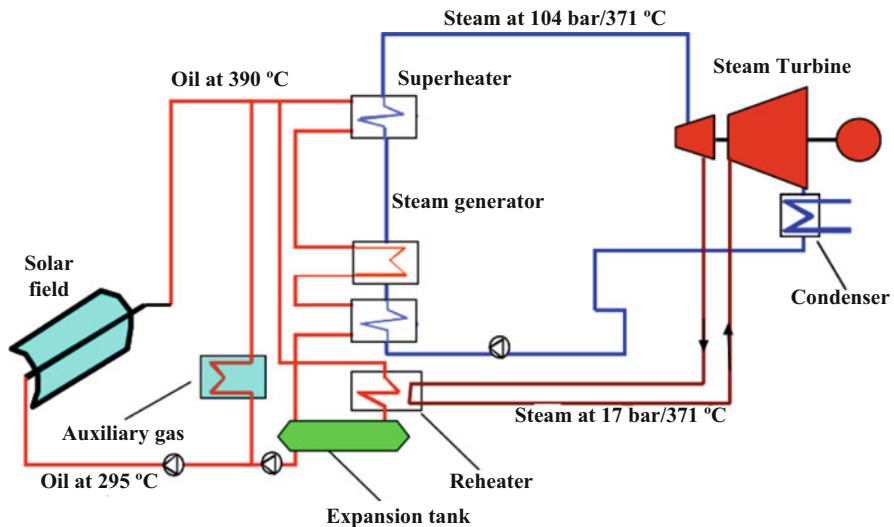 Steam at 104 bar/371 ºC
Steam Turbine
Oil at 390 ºC
Superheater
Steam generator
Solar
field
Condenser
Steam at 17 bar/371 ºC
Auxiliary gas
Oil at 295 ºC
Reheater
Expansion tank